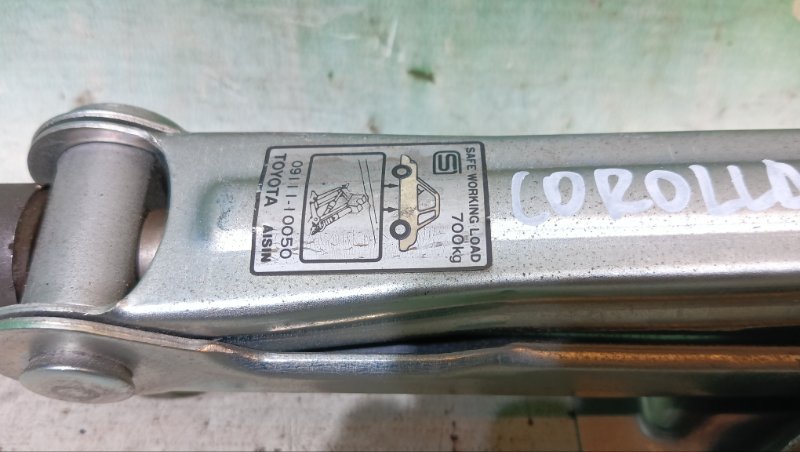 SAFE WORKING LOAD
700kg
09111-10050
TOYOTA AISIN
COROLLA